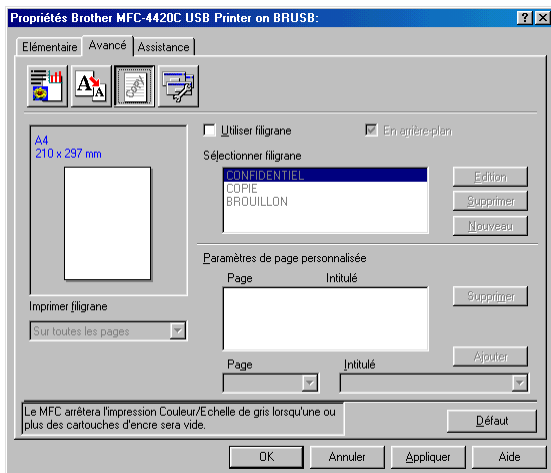 Propriétés Brother MFC-4420C USB Printer on BRUSB:
Elémentaire Avancé Assistance
A4
210 x 297 mm
Utiliser filigrane En arrière-plan
Sélectionner filigrane
CONFIDENTIEL
COPIE
BROUILLON
Edition
Supprimer
Nouveau
Paramètres de page personnalisée
Page Intitulé
Supprimer
Ajouter
Page Intitulé
Imprimer filigrane
Sur toutes les pages
Le MFC arrêtera l'impression Couleur/Echelle de gris lorsqu'une ou
plus des cartouches d'encre sera vide.
Défaut
OK Annuler Appliquer Aide